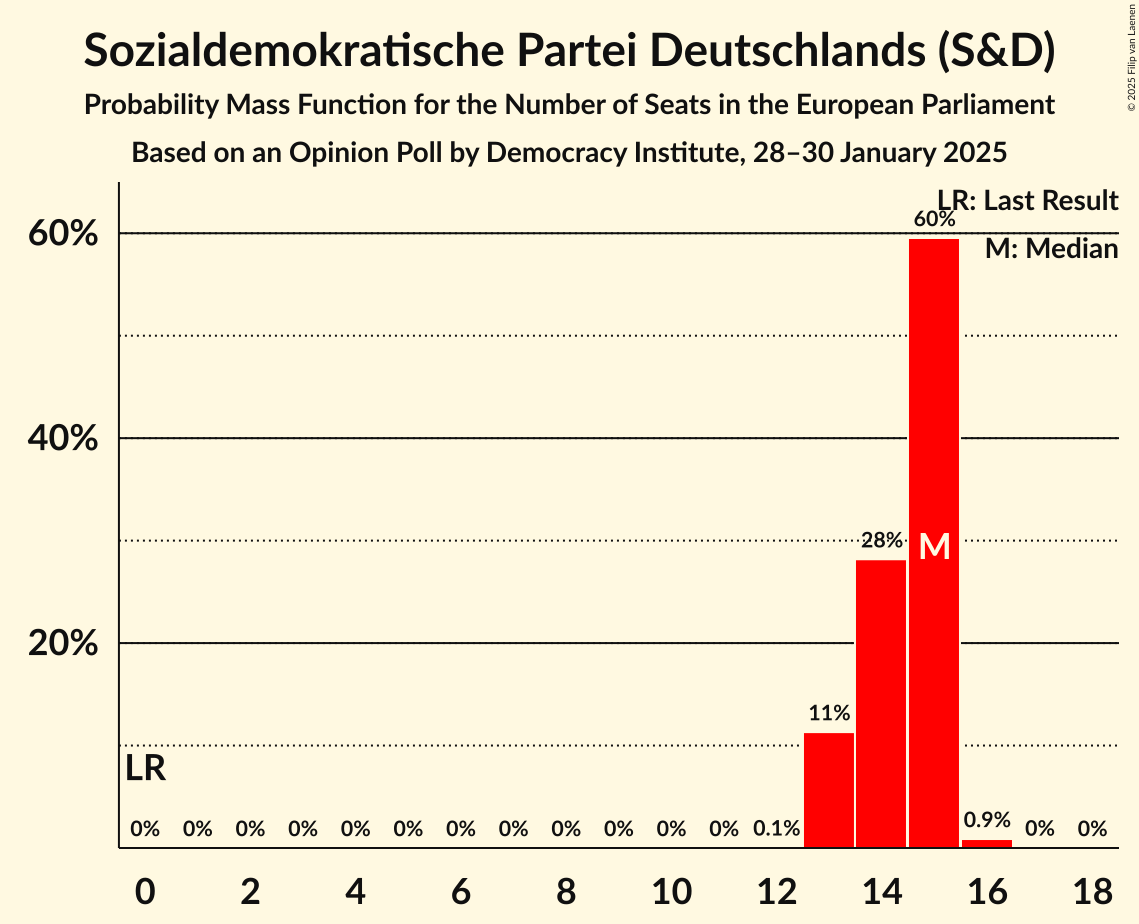 Sozialdemokratische Partei Deutschlands (S&D)
Probability Mass Function for the Number of Seats in the European Parliament
Based on an Opinion Poll by Democracy Institute, 28–30 January 2025
© 2025 Filip van Laenen
LR: Last Result
M: Median
60%
40%
20%
60%
28%
M
11%
LR
0% 0% 0% 0% 0% 0% 0% 0% 0% 0% 0% 0% 0.1% 0.9% 0% 0%
0 2 4 6 8 10 12 14 16 18